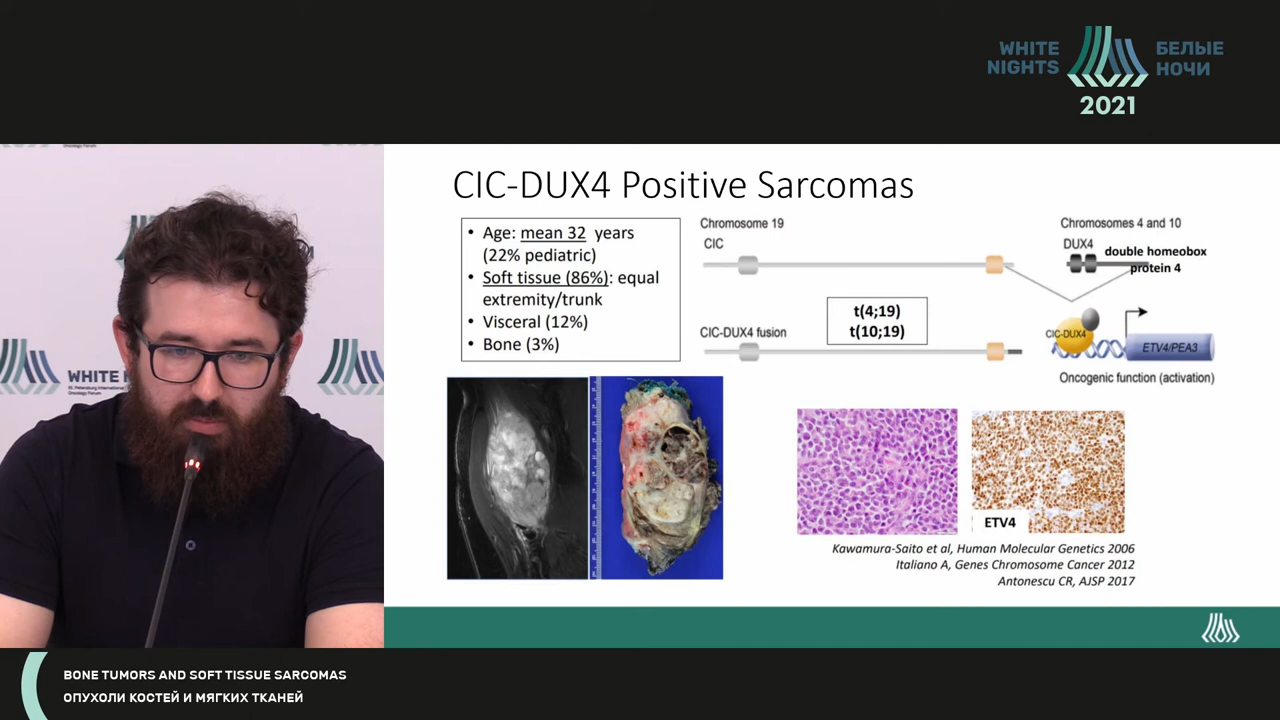 WHITE
NIGHTS
БЕЛЫЕ
НОЧИ
2021
CIC-DUX4 Positive Sarcomas
• Age: mean 32 years
(22% pediatric)
• Soft tissue (86%): equal
extremity/trunk
• Visceral (12%)
• Bone (3%)
Chromosome 19
CIC
Chromosomes 4 and 10
DUX4
double homeobox
protein 4
t(4;19)
t(10;19)
CIC-DUX4 fusion
CIC-DUX4
ETV4/PEA3
Oncogenic function (activation)
ETV4
Kawamura-Saito et al, Human Molecular Genetics 2006
Italiano A, Genes Chromosome Cancer 2012
Antonescu CR, AJSP 2017
WHITE
Oncology Forum
BONE TUMORS AND SOFT TISSUE SARCOMAS
ОПУХОЛИ КОСТЕЙ И МЯГКИХ ТКАНЕЙ